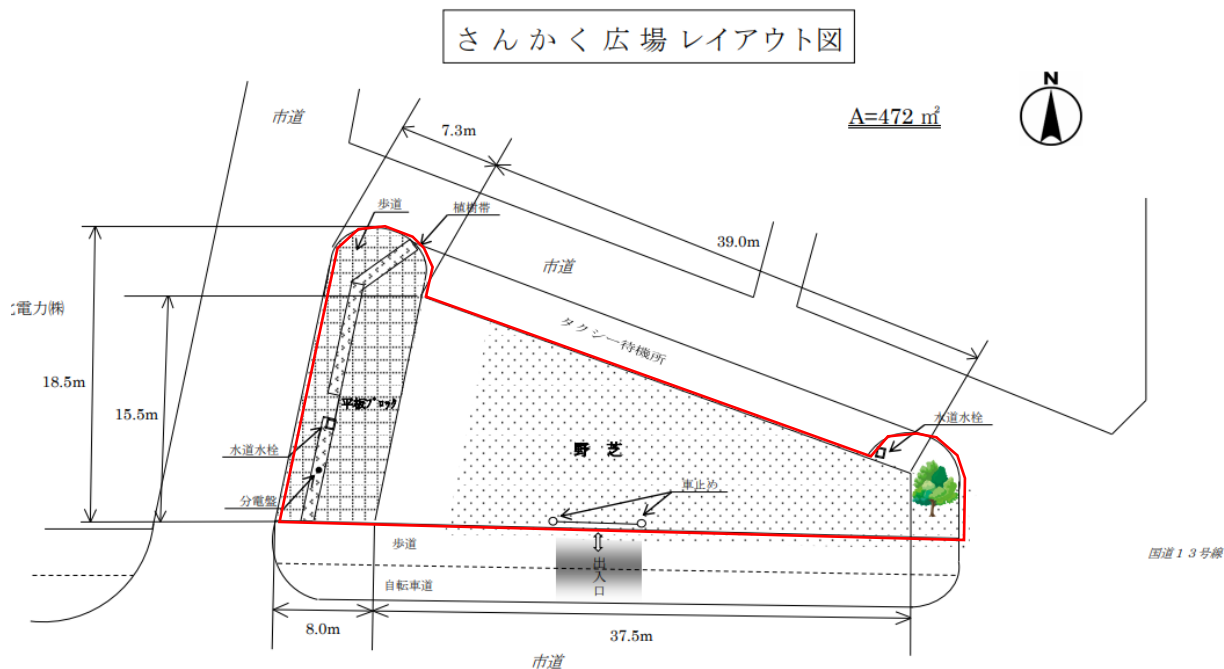 さんかく広場レイアウト図
N
A=472 ㎡
市道
7.3m
歩道
植樹帯
39.0m
市道
電力㈱
タクシー待機所
18.5m
15.5m
平板ブロック
水道水栓
水道水栓
野 芝
分電盤
車止め
歩道
出入口
国道13号線
自転車道
8.0m
37.5m
市道